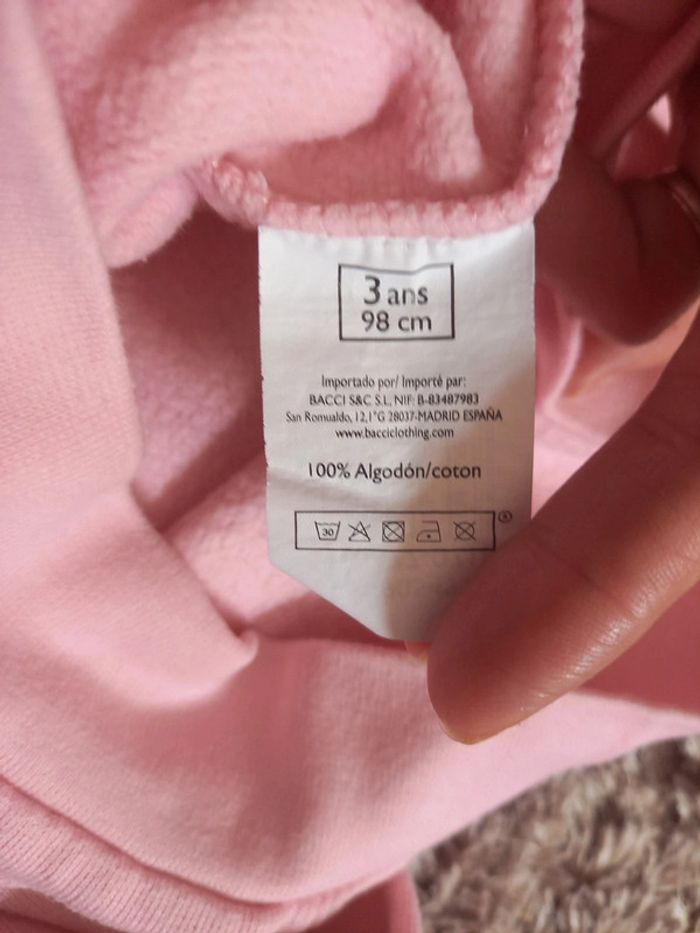 3 ans
98 cm
Importado por/ Importé par:
BACCI S&C S.L. NIF: B-83487983
San Romualdo, 12,1°G 28037-MADRID ESPAÑA
www.bacciclothing.com
100% Algodón/coton
30